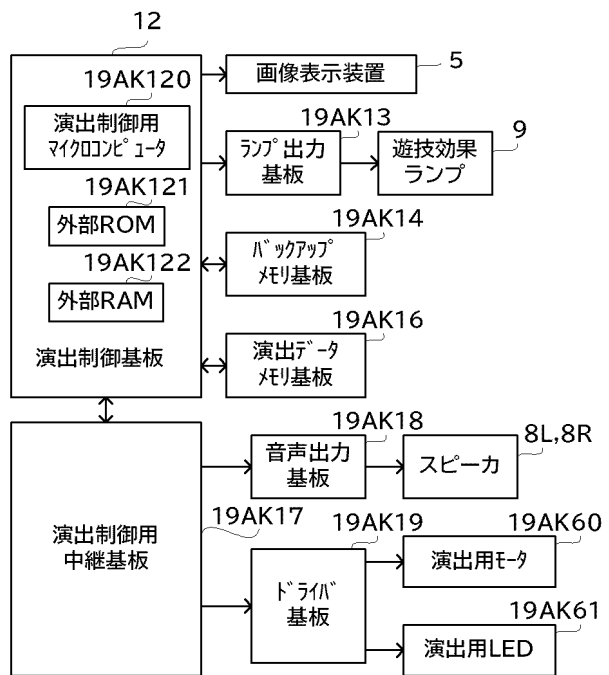 12
19AK120
演出制御用
ﾏｲｸﾛｺﾝﾋﾟｭｰﾀ
19AK121
外部ROM
19AK122
外部RAM
演出制御基板
画像表示装置
5
19AK13
ﾗﾝﾌﾟ出力
基板
9
遊技効果
ランプ
19AK14
ﾊﾞｯｸｱｯﾌﾟ
ﾒﾓﾘ基板
19AK16
演出ﾃﾞｰﾀ
ﾒﾓﾘ基板
演出制御用
中継基板
19AK17
19AK18
音声出力
基板
8L,8R
スピーカ
19AK19
ﾄﾞﾗｲﾊﾞ
基板
19AK60
演出用ﾓｰﾀ
19AK61
演出用LED